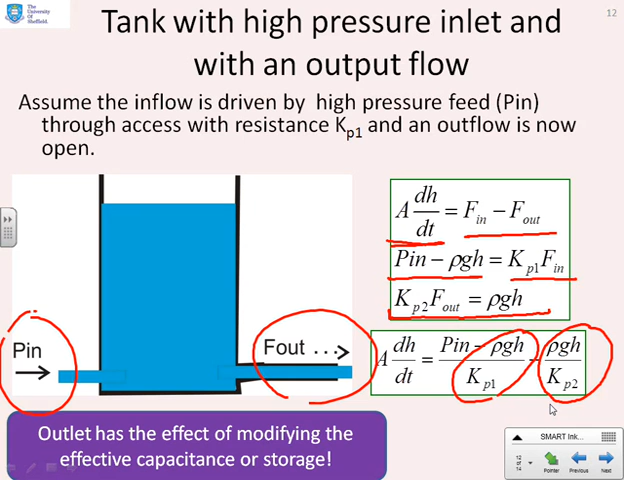 The
University
Of
Sheffield.
12
Tank with high pressure inlet and
with an output flow
Assume the inflow is driven by high pressure feed (Pin)
through access with resistance K_p1 and an outflow is now
open.
A dh/dt = F_in − F_out
Pin − ρgh = K_p1 F_in
K_p2 F_out = ρgh
Pin
Fout ...
A dh/dt = (Pin − ρgh)/K_p1 − ρgh/K_p2
Outlet has the effect of modifying the
effective capacitance or storage!
SMART Ink...
12
of
14
Pointer Previous Next